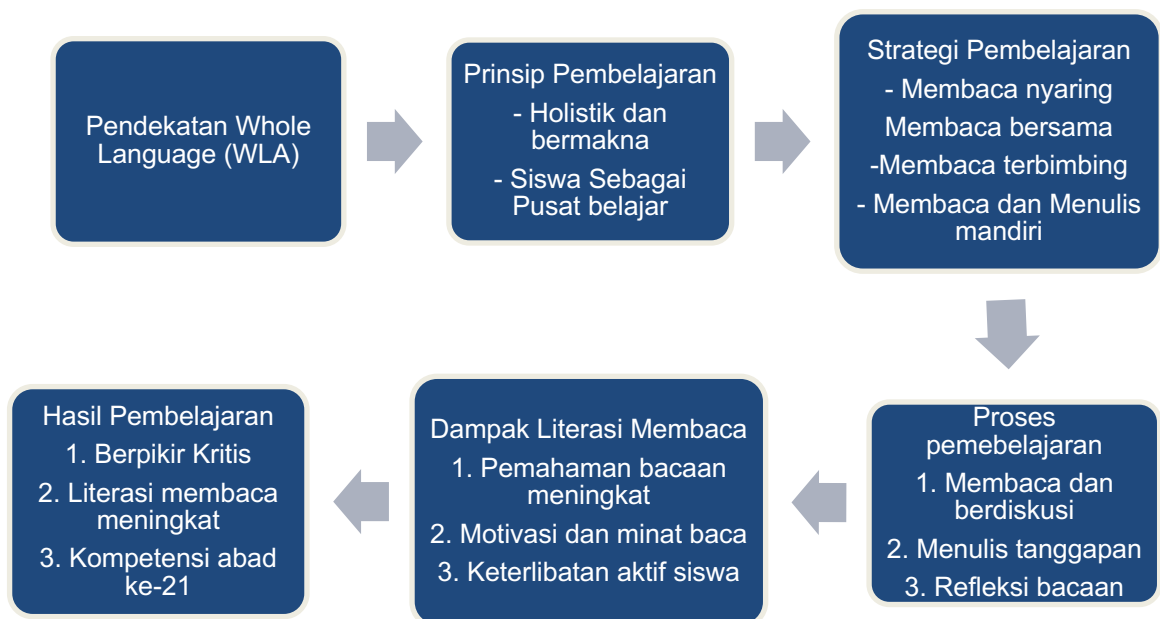 Pendekatan Whole
Language (WLA)
Prinsip Pembelajaran
- Holistik dan
bermakna
- Siswa Sebagai
Pusat belajar
Strategi Pembelajaran
- Membaca nyaring
Membaca bersama
-Membaca terbimbing
- Membaca dan Menulis
mandiri
Proses
pemebelajaran
1. Membaca dan
berdiskusi
2. Menulis tanggapan
3. Refleksi bacaan
Dampak Literasi Membaca
1. Pemahaman bacaan
meningkat
2. Motivasi dan minat baca
3. Keterlibatan aktif siswa
Hasil Pembelajaran
1. Berpikir Kritis
2. Literasi membaca
meningkat
3. Kompetensi abad
ke-21